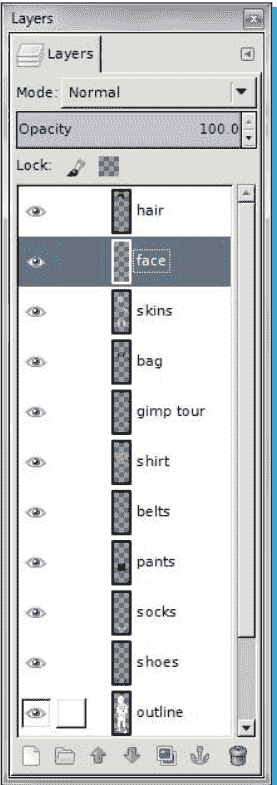 Layers
Layers
Mode: Normal
Opacity 100.0
Lock:
hair
face
skins
bag
gimp tour
shirt
belts
pants
socks
shoes
outline